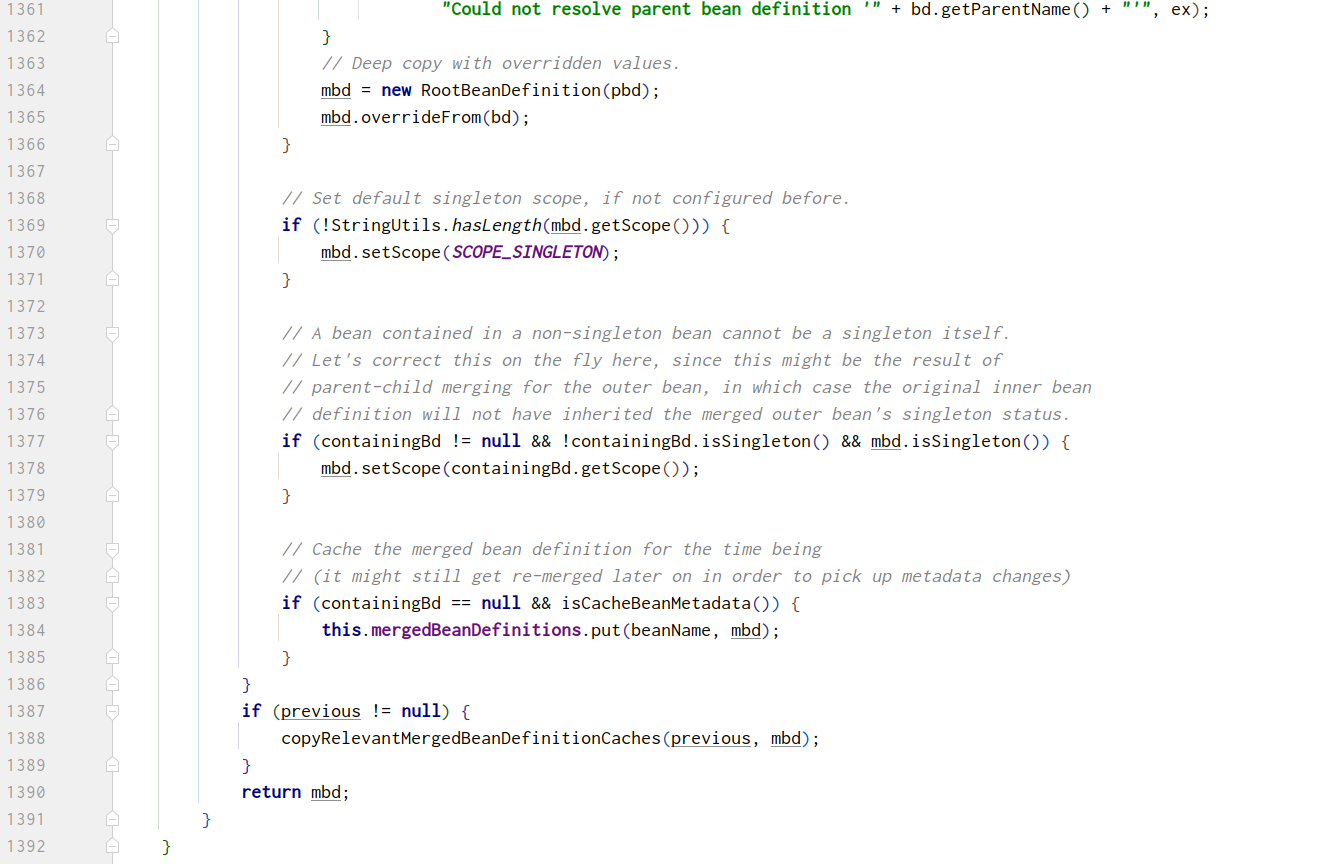 1361 "Could not resolve parent bean definition '" + bd.getParentName() + "'", ex);
1362 }
1363 // Deep copy with overridden values.
1364 mbd = new RootBeanDefinition(pbd);
1365 mbd.overrideFrom(bd);
1366 }
1367
1368 // Set default singleton scope, if not configured before.
1369 if (!StringUtils.hasLength(mbd.getScope())) {
1370 mbd.setScope(SCOPE_SINGLETON);
1371 }
1372
1373 // A bean contained in a non-singleton bean cannot be a singleton itself.
1374 // Let's correct this on the fly here, since this might be the result of
1375 // parent-child merging for the outer bean, in which case the original inner bean
1376 // definition will not have inherited the merged outer bean's singleton status.
1377 if (containingBd != null && !containingBd.isSingleton() && mbd.isSingleton()) {
1378 mbd.setScope(containingBd.getScope());
1379 }
1380
1381 // Cache the merged bean definition for the time being
1382 // (it might still get re-merged later on in order to pick up metadata changes)
1383 if (containingBd == null && isCacheBeanMetadata()) {
1384 this.mergedBeanDefinitions.put(beanName, mbd);
1385 }
1386 }
1387 if (previous != null) {
1388 copyRelevantMergedBeanDefinitionCaches(previous, mbd);
1389 }
1390 return mbd;
1391 }
1392 }